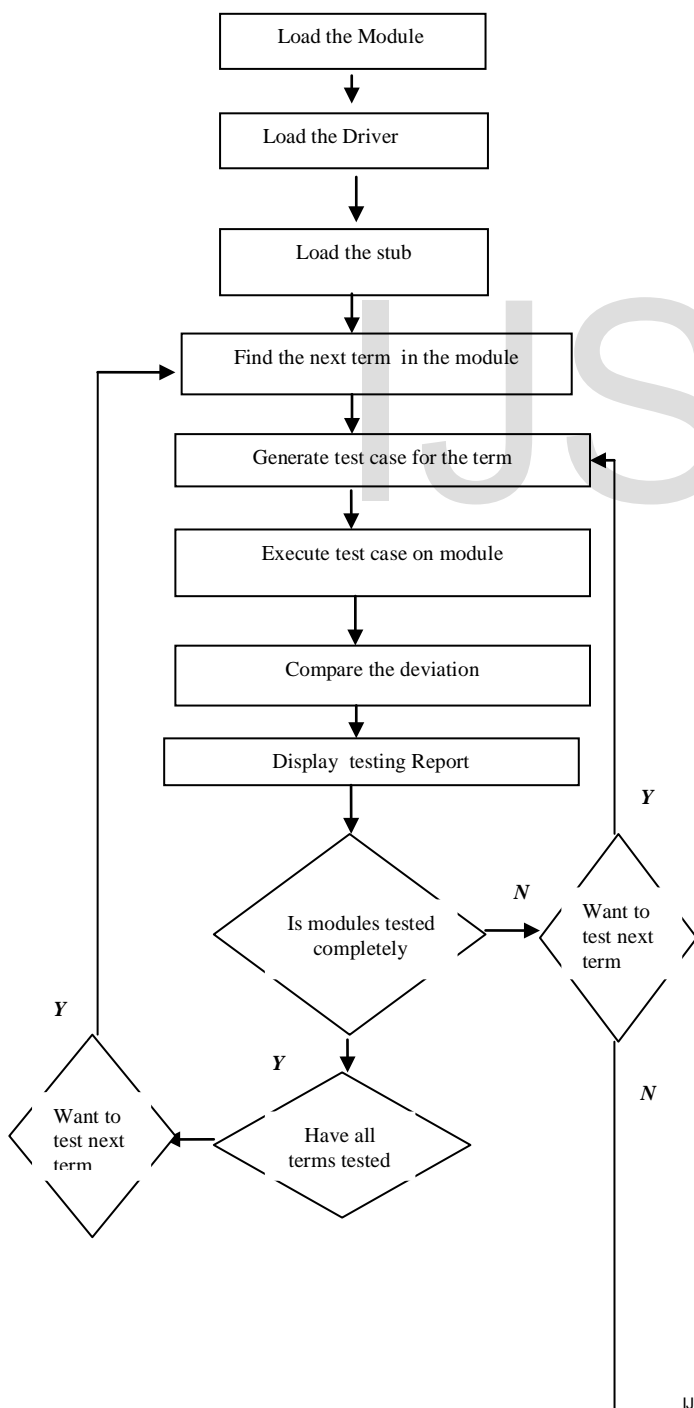 Load the Module
Load the Driver
Load the stub
Find the next term in the module
Generate test case for the term
Execute test case on module
Compare the deviation
Display testing Report
Y
Is modules tested
completely
N
Want to
test next
term
Y
Y
N
Want to
test next
term
Have all
terms tested
IJS
IJ